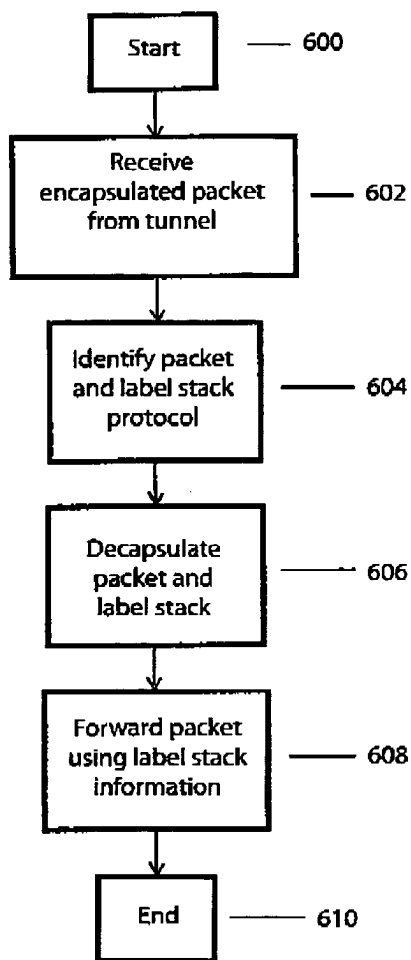 Start
600
Receive
encapsulated packet
from tunnel
602
Identify packet
and label stack
protocol
604
Decapsulate
packet and
label stack
606
Forward packet
using label stack
information
608
End
610